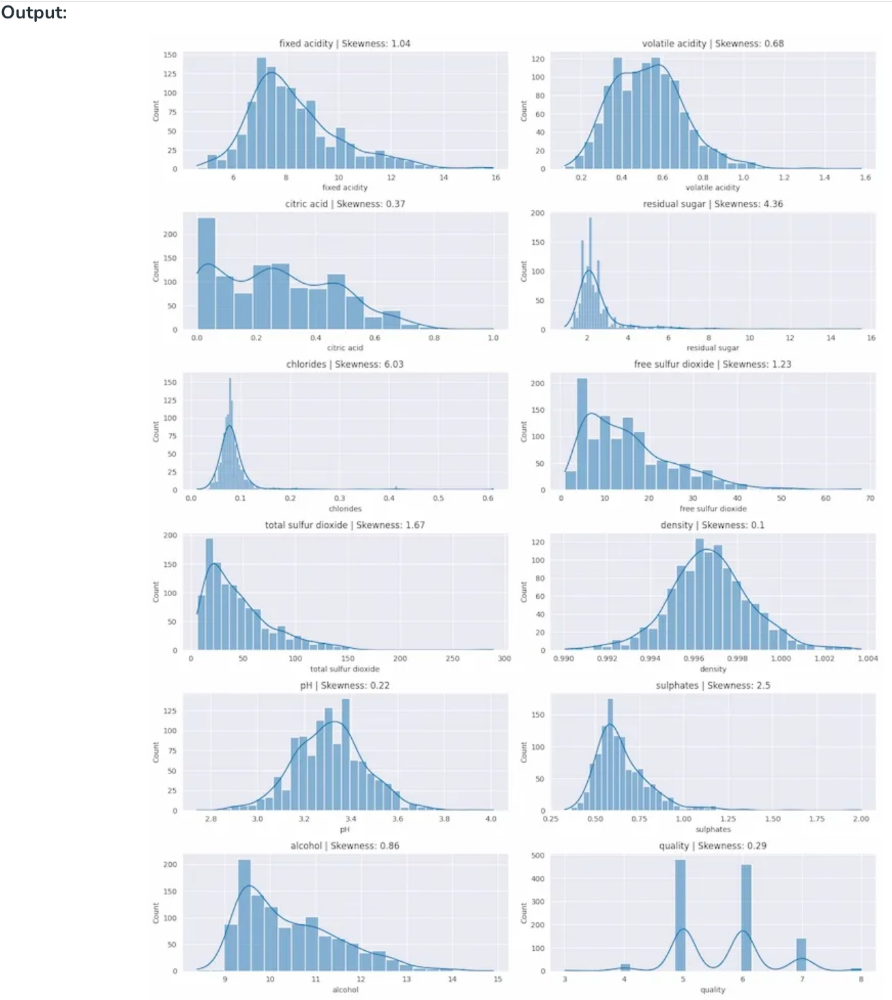 Output:
fixed acidity | Skewness: 1.04
150
125
100
75
50
25
0
Count
6 8 10 12 14 16
fixed acidity
volatile acidity | Skewness: 0.68
120
100
80
60
40
20
0
Count
0.2 0.4 0.6 0.8 1.0 1.2 1.4 1.6
volatile acidity
citric acid | Skewness: 0.37
200
150
100
50
0
Count
0.0 0.2 0.4 0.6 0.8 1.0
citric acid
residual sugar | Skewness: 4.36
200
150
100
50
0
Count
2 4 6 8 10 12 14 16
residual sugar
chlorides | Skewness: 6.03
150
125
100
75
50
25
0
Count
0.0 0.1 0.2 0.3 0.4 0.5 0.6
chlorides
free sulfur dioxide | Skewness: 1.23
200
150
100
50
0
Count
0 10 20 30 40 50 60 70
free sulfur dioxide
total sulfur dioxide | Skewness: 1.67
200
150
100
50
0
Count
0 50 100 150 200 250 300
total sulfur dioxide
density | Skewness: 0.1
120
100
80
60
40
20
0
Count
0.990 0.992 0.994 0.996 0.998 1.000 1.002 1.004
density
pH | Skewness: 0.22
125
100
75
50
25
0
Count
2.8 3.0 3.2 3.4 3.6 3.8 4.0
pH
sulphates | Skewness: 2.5
150
100
50
0
Count
0.25 0.50 0.75 1.00 1.25 1.50 1.75 2.00
sulphates
alcohol | Skewness: 0.86
200
150
100
50
0
Count
9 10 11 12 13 14 15
alcohol
quality | Skewness: 0.29
500
400
300
200
100
0
Count
3 4 5 6 7 8
quality